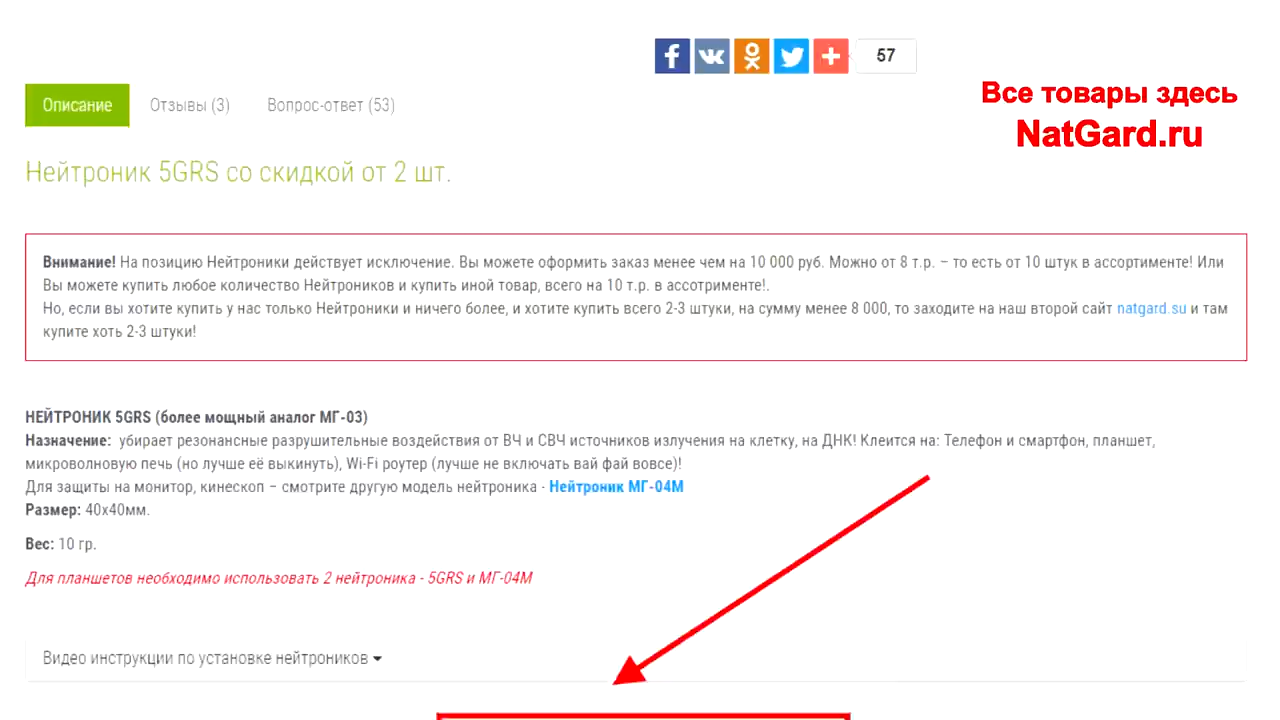 57
Все товары здесь
NatGard.ru
Описание Отзывы (3) Вопрос-ответ (53)
Нейтроник 5GRS со скидкой от 2 шт.
Внимание! На позицию Нейтроники действует исключение. Вы можете оформить заказ менее чем на 10 000 руб. Можно от 8 т.р. – то есть от 10 штук в ассортименте! Или
Вы можете купить любое количество Нейтроников и купить иной товар, всего на 10 т.р. в ассотрименте!.
Но, если вы хотите купить у нас только Нейтроники и ничего более, и хотите купить всего 2-3 штуки, на сумму менее 8 000, то заходите на наш второй сайт natgard.su и там
купите хоть 2-3 штуки!
НЕЙТРОНИК 5GRS (более мощный аналог МГ-03)
Назначение: убирает резонансные разрушительные воздействия от ВЧ и СВЧ источников излучения на клетку, на ДНК! Клеится на: Телефон и смартфон, планшет,
микроволновую печь (но лучше её выкинуть), Wi-Fi роутер (лучше не включать вай фай вовсе)!
Для защиты на монитор, кинескоп – смотрите другую модель нейтроника - Нейтроник МГ-04М
Размер: 40х40мм.
Вес: 10 гр.
Для планшетов необходимо использовать 2 нейтроника - 5GRS и МГ-04М
Видео инструкции по установке нейтроников